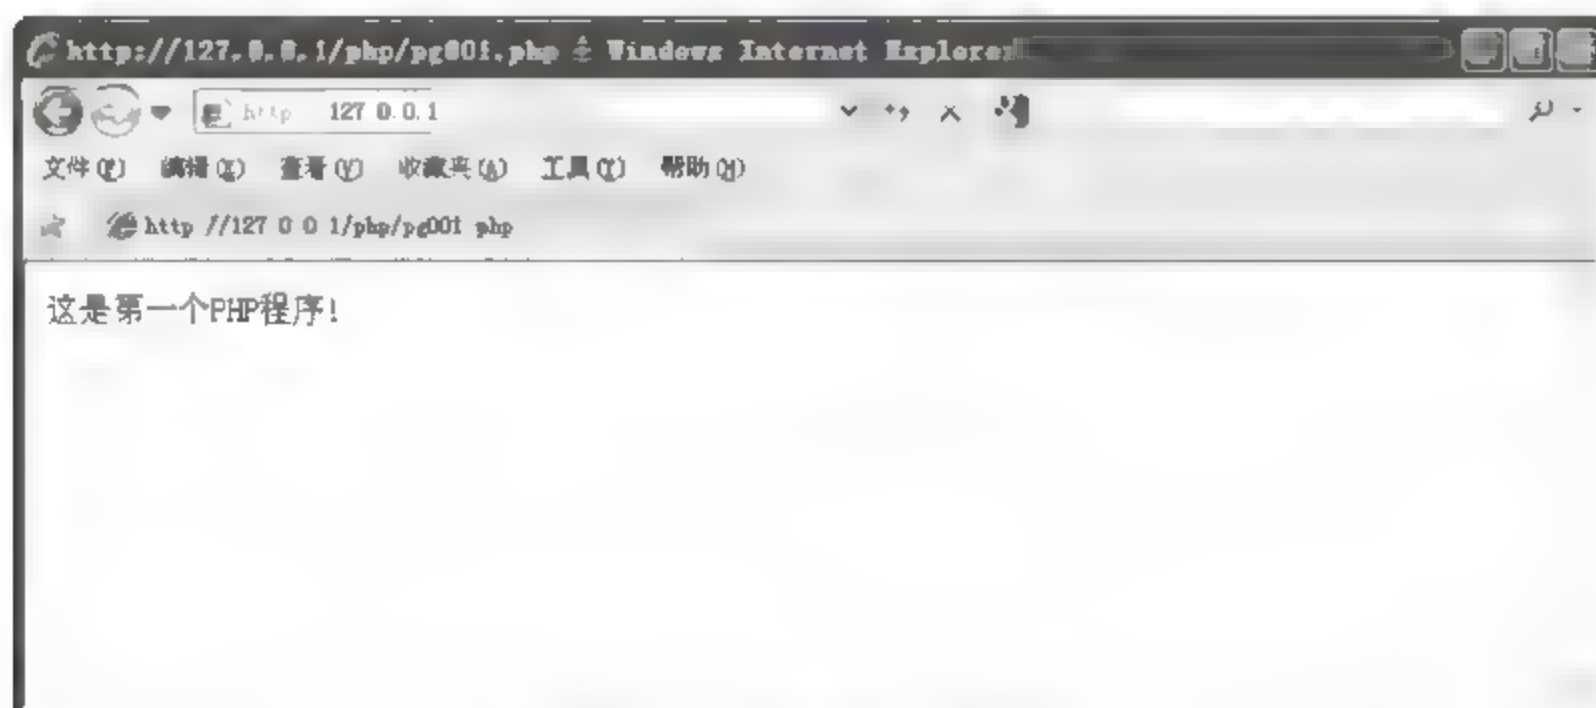 http://127.0.0.1/php/pg001.php - Windows Internet Explorer
http 127 0.0.1
文件(F) 编辑(E) 查看(V) 收藏夹(A) 工具(T) 帮助(H)
http //127 0 0 1/php/pg001 php
这是第一个PHP程序!